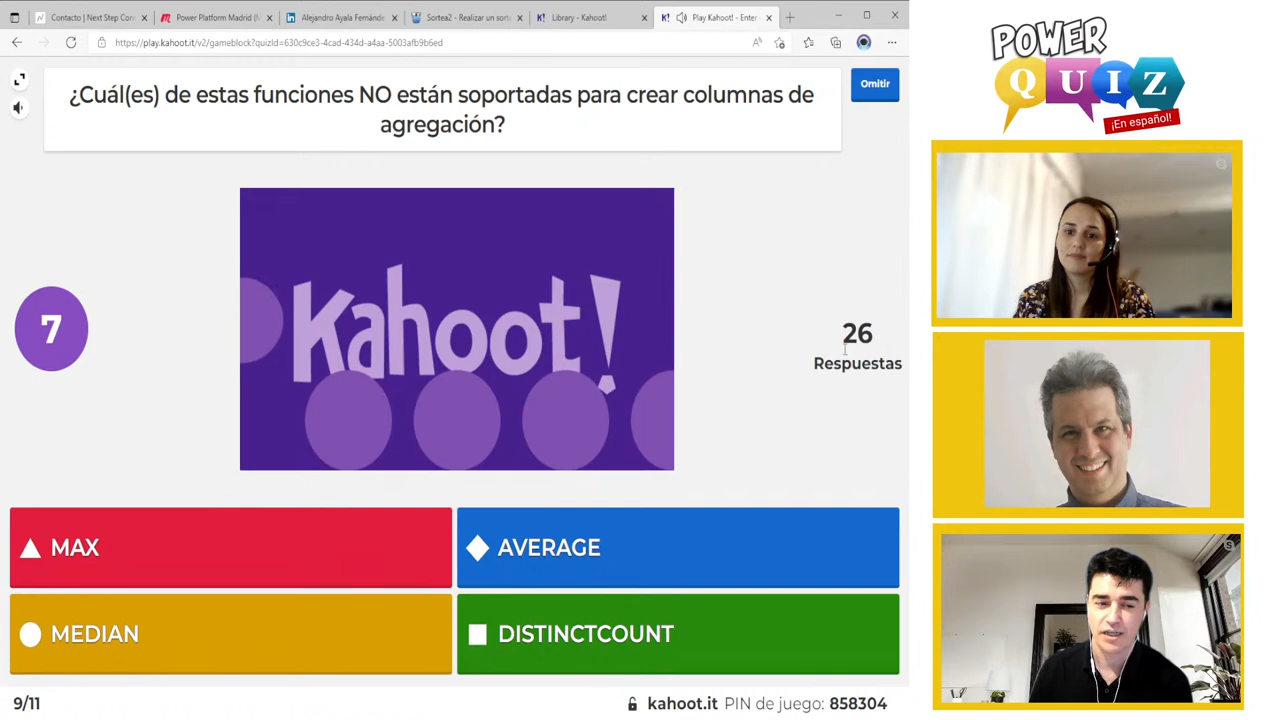 Contacto | Next Step Con
Power Platform Madrid (M
Alejandro Ayala Fernánde
Sortea2 - Realizar un sorte
Library - Kahoot!
Play Kahoot! - Enter
https://play.kahoot.it/v2/gameblock?quizId=630c9ce3-4cad-434d-a4aa-5003afb9b6ed
¿Cuál(es) de estas funciones NO están soportadas para crear columnas de
agregación?
Omitir
POWER
QUIZ
¡En español!
Kahoot!
7
26
Respuestas
MAX
AVERAGE
MEDIAN
DISTINCTCOUNT
9/11
kahoot.it PIN de juego: 858304